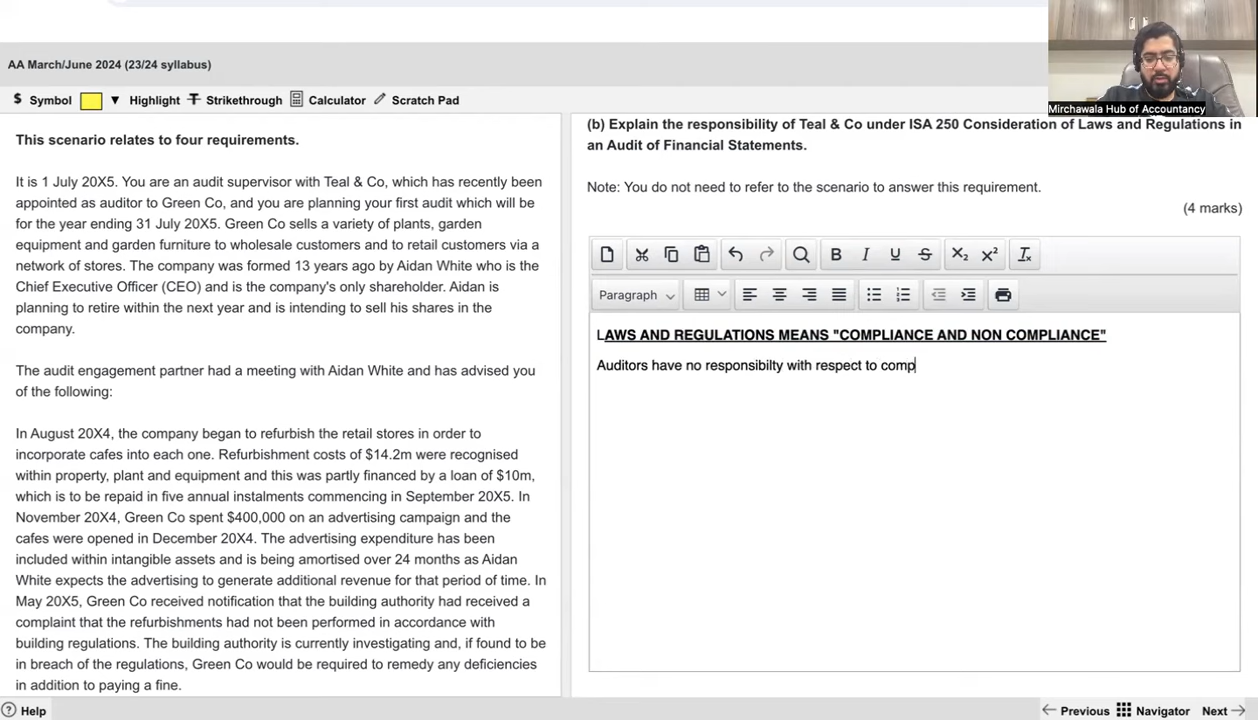 AA March/June 2024 (23/24 syllabus)
$ Symbol ▼ Highlight T Strikethrough Calculator Scratch Pad
Mirchawala Hub of Accountancy
This scenario relates to four requirements.
It is 1 July 20X5. You are an audit supervisor with Teal & Co, which has recently been
appointed as auditor to Green Co, and you are planning your first audit which will be
for the year ending 31 July 20X5. Green Co sells a variety of plants, garden
equipment and garden furniture to wholesale customers and to retail customers via a
network of stores. The company was formed 13 years ago by Aidan White who is the
Chief Executive Officer (CEO) and is the company's only shareholder. Aidan is
planning to retire within the next year and is intending to sell his shares in the
company.
The audit engagement partner had a meeting with Aidan White and has advised you
of the following:
In August 20X4, the company began to refurbish the retail stores in order to
incorporate cafes into each one. Refurbishment costs of $14.2m were recognised
within property, plant and equipment and this was partly financed by a loan of $10m,
which is to be repaid in five annual instalments commencing in September 20X5. In
November 20X4, Green Co spent $400,000 on an advertising campaign and the
cafes were opened in December 20X4. The advertising expenditure has been
included within intangible assets and is being amortised over 24 months as Aidan
White expects the advertising to generate additional revenue for that period of time. In
May 20X5, Green Co received notification that the building authority had received a
complaint that the refurbishments had not been performed in accordance with
building regulations. The building authority is currently investigating and, if found to be
in breach of the regulations, Green Co would be required to remedy any deficiencies
in addition to paying a fine.
(b) Explain the responsibility of Teal & Co under ISA 250 Consideration of Laws and Regulations in
an Audit of Financial Statements.
Note: You do not need to refer to the scenario to answer this requirement.
(4 marks)
B I U S X₂ X² Tx
Paragraph
LAWS AND REGULATIONS MEANS "COMPLIANCE AND NON COMPLIANCE"
Auditors have no responsibilty with respect to comp
? Help
Previous Navigator Next